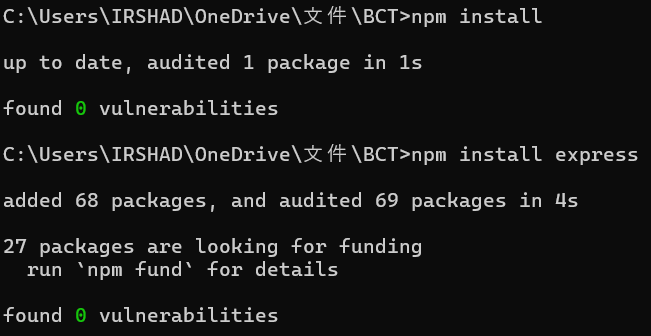 C:\Users\IRSHAD\OneDrive\文件\BCT>npm install
up to date, audited 1 package in 1s
found 0 vulnerabilities
C:\Users\IRSHAD\OneDrive\文件\BCT>npm install express
added 68 packages, and audited 69 packages in 4s
27 packages are looking for funding
  run `npm fund` for details
found 0 vulnerabilities